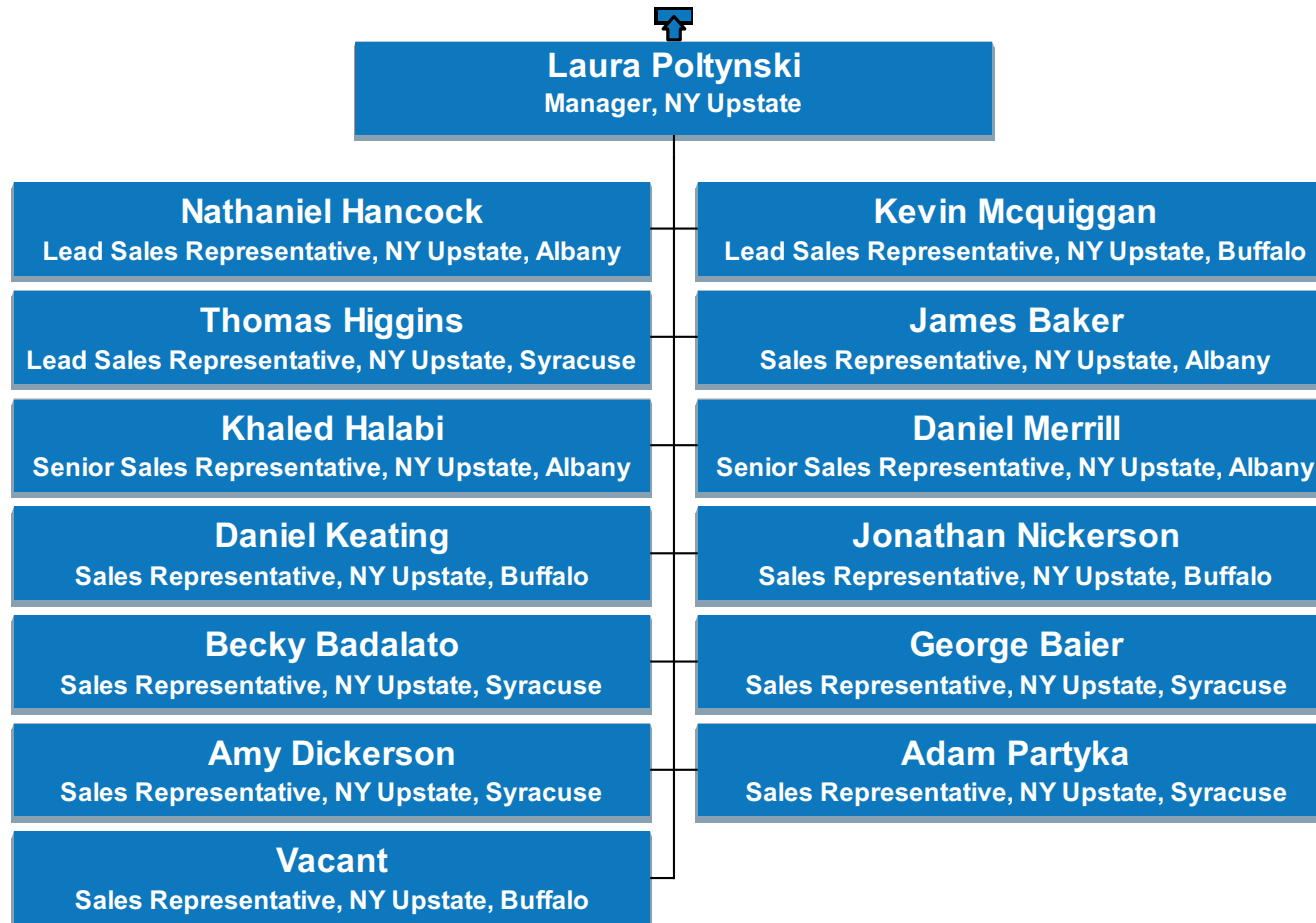 Laura Poltynski
Manager, NY Upstate
Nathaniel Hancock
Lead Sales Representative, NY Upstate, Albany
Kevin Mcquiggan
Lead Sales Representative, NY Upstate, Buffalo
Thomas Higgins
Lead Sales Representative, NY Upstate, Syracuse
James Baker
Sales Representative, NY Upstate, Albany
Khaled Halabi
Senior Sales Representative, NY Upstate, Albany
Daniel Merrill
Senior Sales Representative, NY Upstate, Albany
Daniel Keating
Sales Representative, NY Upstate, Buffalo
Jonathan Nickerson
Sales Representative, NY Upstate, Buffalo
Becky Badalato
Sales Representative, NY Upstate, Syracuse
George Baier
Sales Representative, NY Upstate, Syracuse
Amy Dickerson
Sales Representative, NY Upstate, Syracuse
Adam Partyka
Sales Representative, NY Upstate, Syracuse
Vacant
Sales Representative, NY Upstate, Buffalo